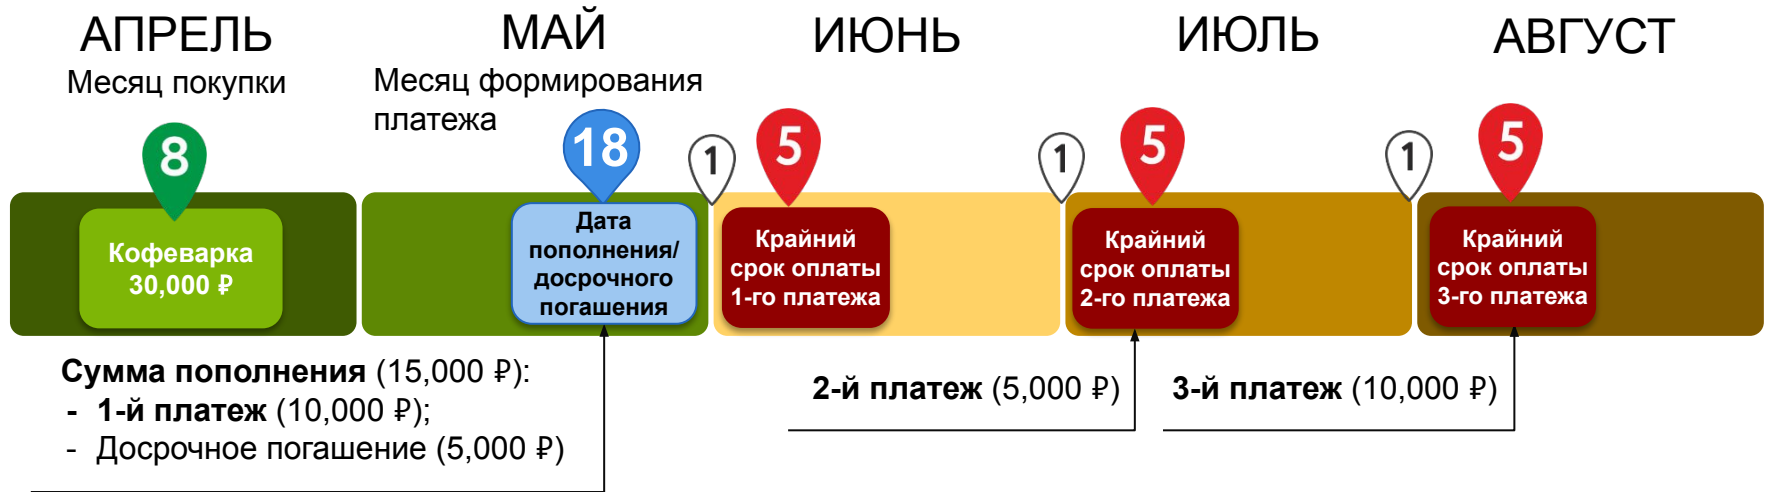 АПРЕЛЬ
Месяц покупки
МАЙ
Месяц формирования
платежа
ИЮНЬ
ИЮЛЬ
АВГУСТ
8
18
1
5
1
5
1
5
Кофеварка
30,000 ₽
Дата
пополнения/
досрочного
погашения
Крайний
срок оплаты
1-го платежа
Крайний
срок оплаты
2-го платежа
Крайний
срок оплаты
3-го платежа
Сумма пополнения (15,000 ₽):
- 1-й платеж (10,000 ₽);
- Досрочное погашение (5,000 ₽)
2-й платеж (5,000 ₽)
3-й платеж (10,000 ₽)